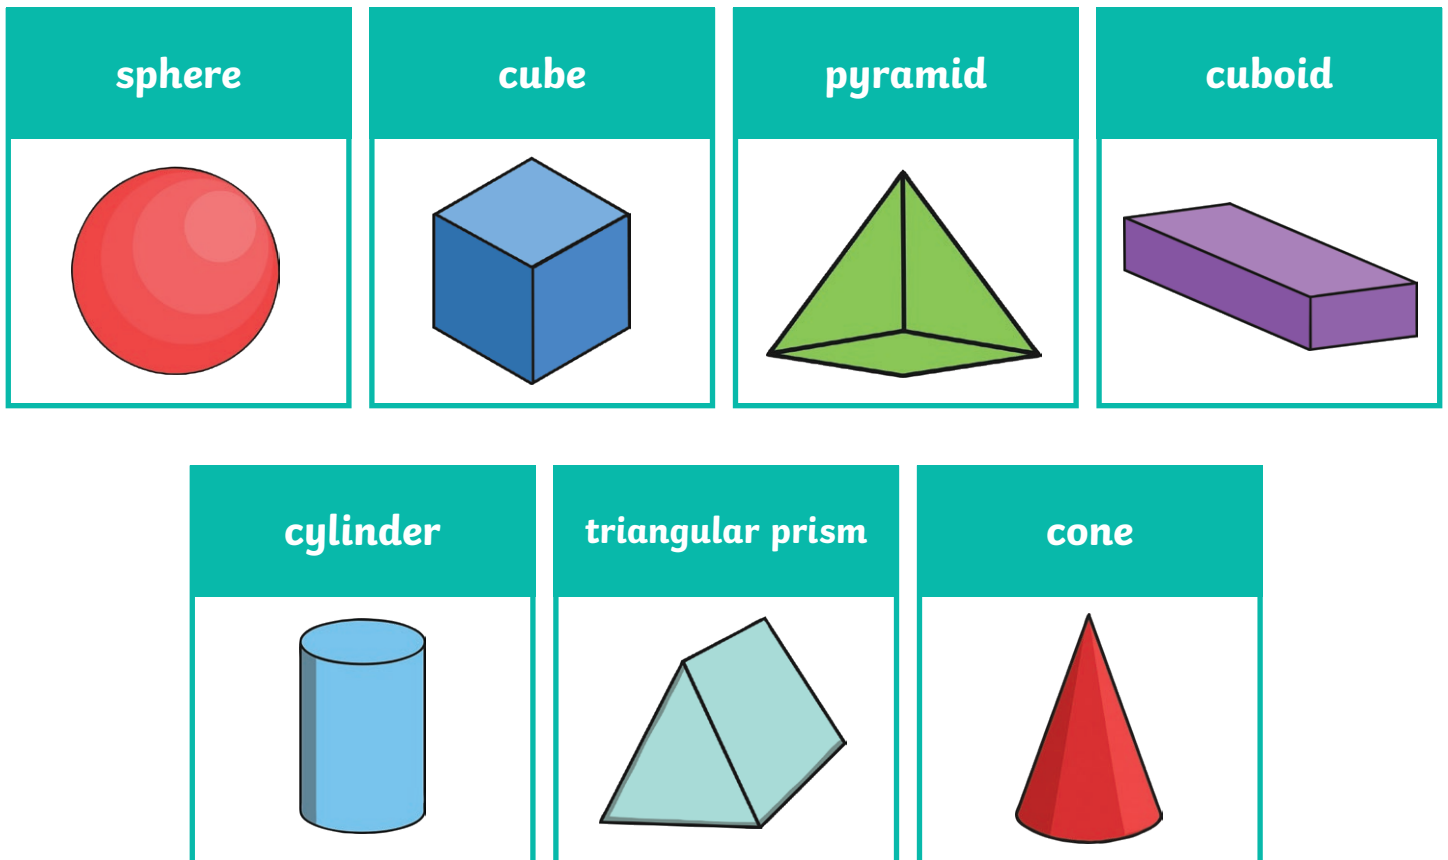 sphere
cube
pyramid
cuboid
cylinder
triangular prism
cone